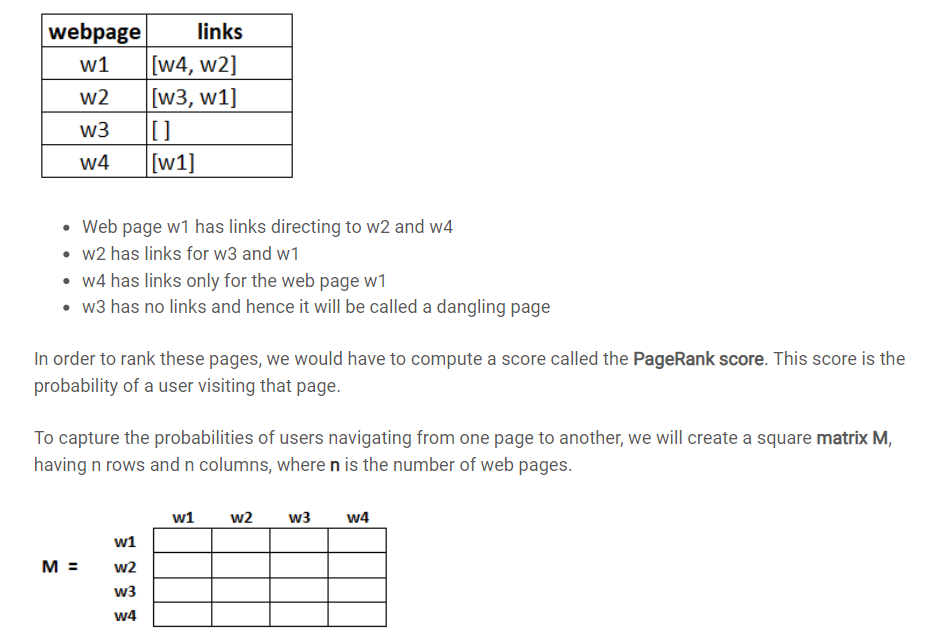 webpage links
w1 [w4, w2]
w2 [w3, w1]
w3 [ ]
w4 [w1]
• Web page w1 has links directing to w2 and w4
• w2 has links for w3 and w1
• w4 has links only for the web page w1
• w3 has no links and hence it will be called a dangling page
In order to rank these pages, we would have to compute a score called the PageRank score. This score is the
probability of a user visiting that page.
To capture the probabilities of users navigating from one page to another, we will create a square matrix M,
having n rows and n columns, where n is the number of web pages.
w1 w2 w3 w4
w1
M = w2
w3
w4